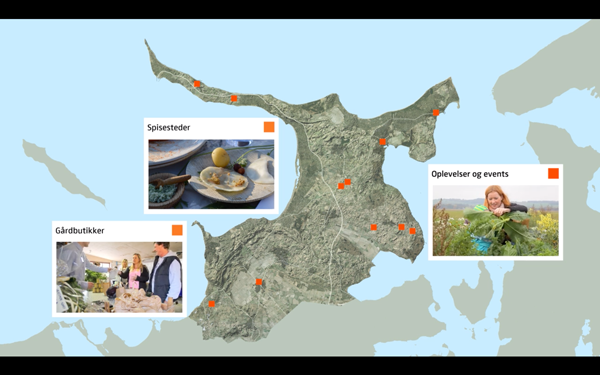 Spisesteder
Oplevelser og events
Gårdbutikker